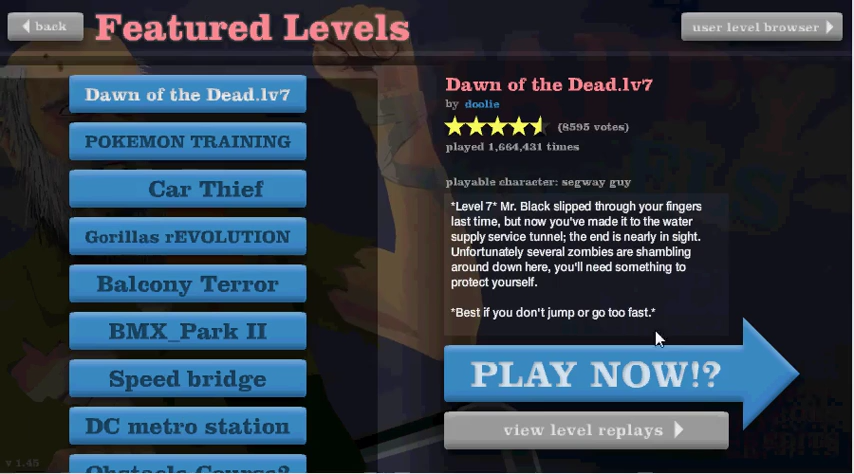 back
Featured Levels
user level browser
Dawn of the Dead.lv7
POKEMON TRAINING
Car Thief
Gorillas rEVOLUTION
Balcony Terror
BMX_Park II
Speed bridge
DC metro station
Obstacle Course2
v 1.45
Dawn of the Dead.lv7
by doolie
(8595 votes)
played 1,664,431 times
playable character: segway guy
*Level 7* Mr. Black slipped through your fingers
last time, but now you've made it to the water
supply service tunnel; the end is nearly in sight.
Unfortunately several zombies are shambling
around down here, you'll need something to
protect yourself.
*Best if you don't jump or go too fast.*
PLAY NOW!?
view level replays